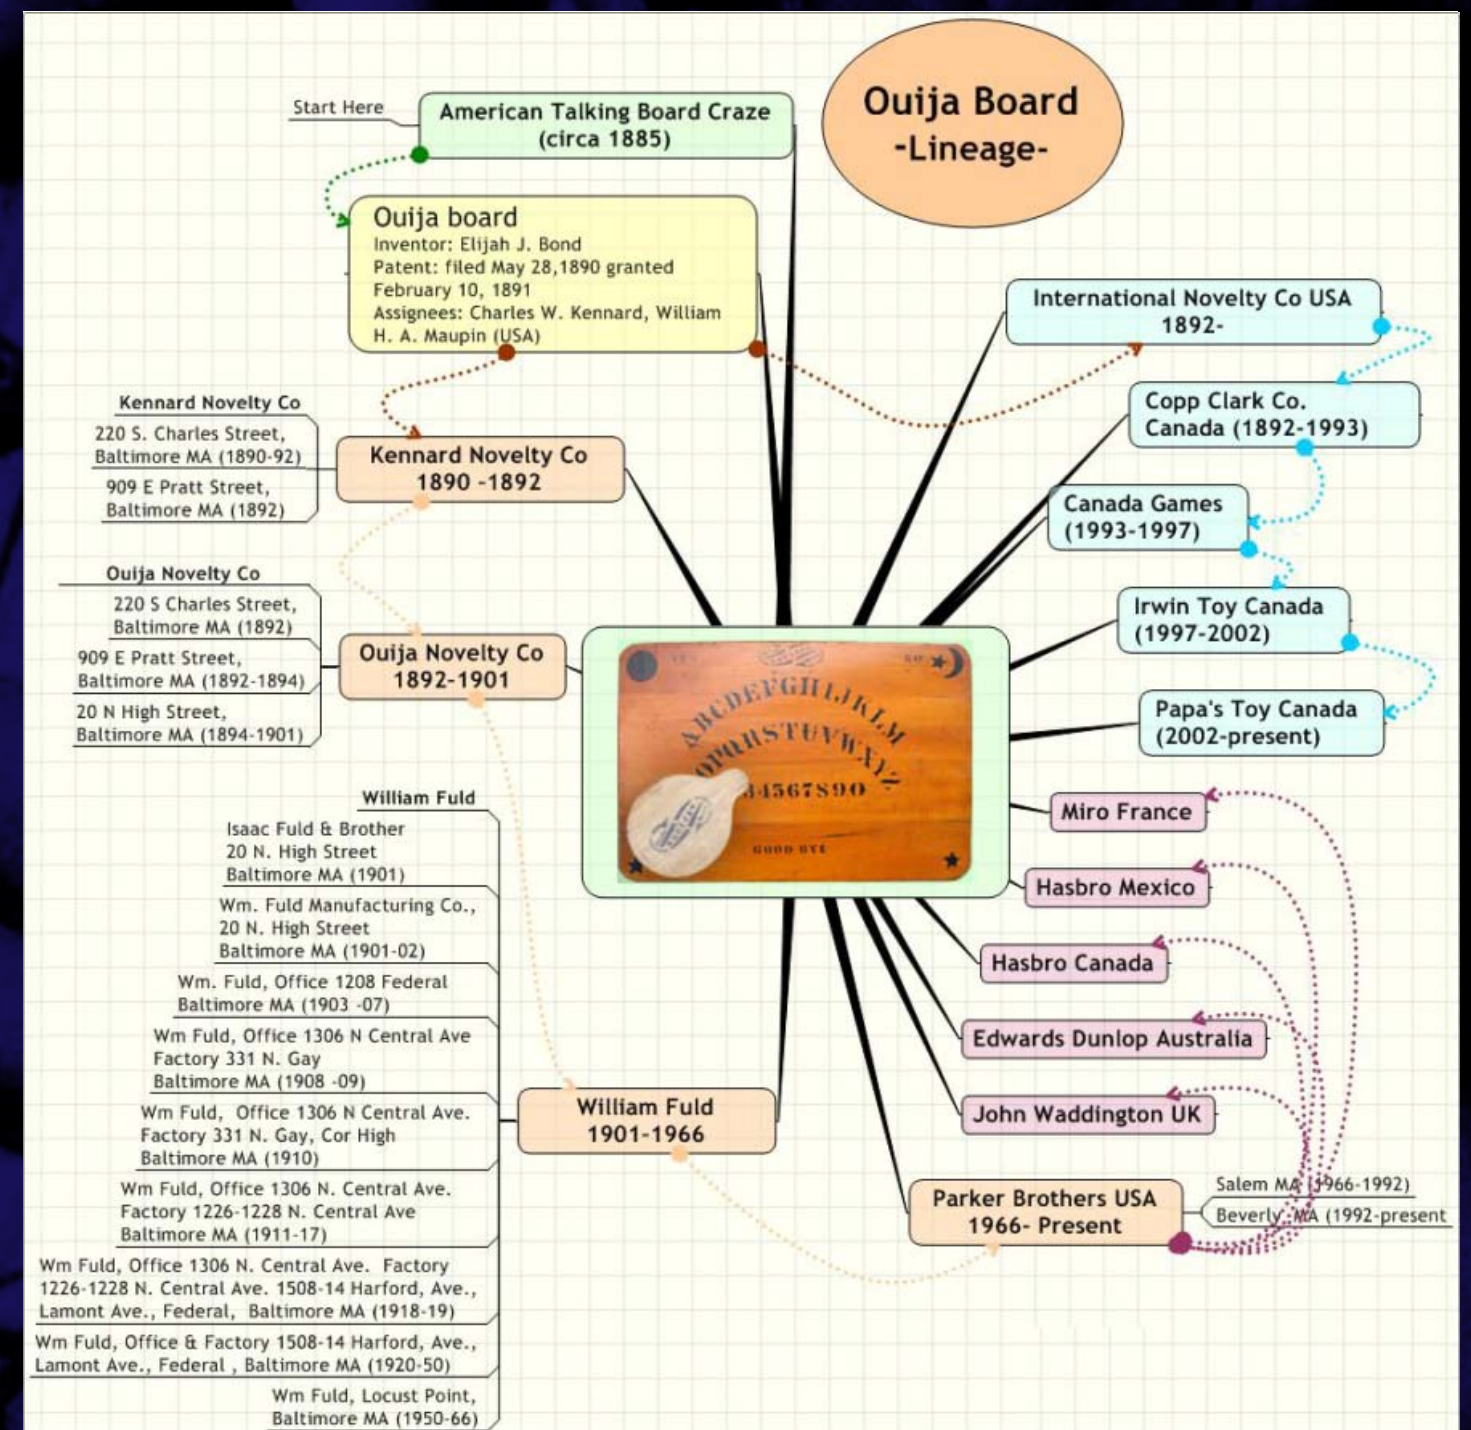 Ouija Board
-Lineage-
Start Here
American Talking Board Craze
(circa 1885)
Ouija board
Inventor: Elijah J. Bond
Patent: filed May 28,1890 granted
February 10, 1891
Assignees: Charles W. Kennard, William
H. A. Maupin (USA)
Kennard Novelty Co
220 S. Charles Street,
Baltimore MA (1890-92)
909 E Pratt Street,
Baltimore MA (1892)
Kennard Novelty Co
1890 -1892
Ouija Novelty Co
220 S Charles Street,
Baltimore MA (1892)
909 E Pratt Street,
Baltimore MA (1892-1894)
20 N High Street,
Baltimore MA (1894-1901)
Ouija Novelty Co
1892-1901
William Fuld
Isaac Fuld & Brother
20 N. High Street
Baltimore MA (1901)
Wm. Fuld Manufacturing Co.,
20 N. High Street
Baltimore MA (1901-02)
Wm. Fuld, Office 1208 Federal
Baltimore MA (1903 -07)
Wm Fuld, Office 1306 N Central Ave
Factory 331 N. Gay
Baltimore MA (1908 -09)
Wm Fuld, Office 1306 N Central Ave.
Factory 331 N. Gay, Cor High
Baltimore MA (1910)
Wm Fuld, Office 1306 N. Central Ave.
Factory 1226-1228 N. Central Ave
Baltimore MA (1911-17)
Wm Fuld, Office 1306 N. Central Ave. Factory
1226-1228 N. Central Ave. 1508-14 Harford, Ave.,
Lamont Ave., Federal, Baltimore MA (1918-19)
Wm Fuld, Office & Factory 1508-14 Harford, Ave.,
Lamont Ave., Federal , Baltimore MA (1920-50)
Wm Fuld, Locust Point,
Baltimore MA (1950-66)
William Fuld
1901-1966
International Novelty Co USA
1892-
Copp Clark Co.
Canada (1892-1993)
Canada Games
(1993-1997)
Irwin Toy Canada
(1997-2002)
Papa's Toy Canada
(2002-present)
Miro France
Hasbro Mexico
Hasbro Canada
Edwards Dunlop Australia
John Waddington UK
Parker Brothers USA
1966- Present
Salem MA (1966-1992)
Beverly MA (1992-present
ABCDEFGHIJKLM
OPQRSTUVWXYZ
34567890
GOOD BYE